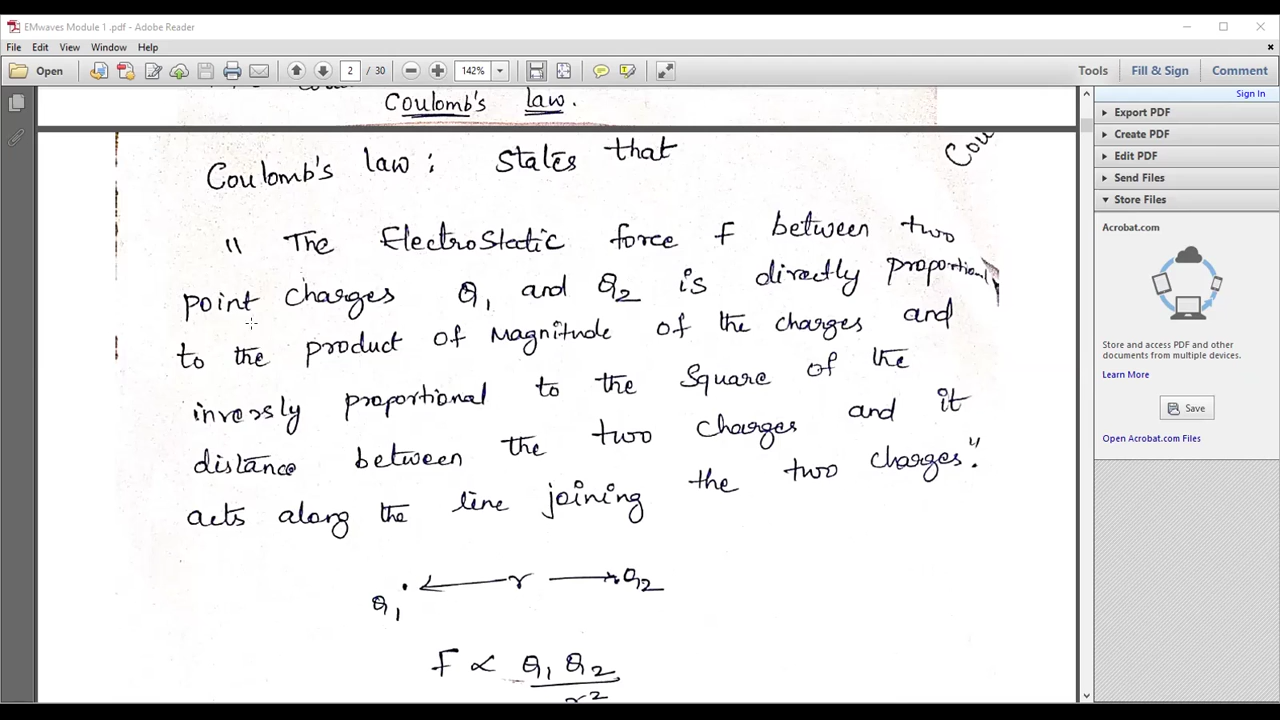 EMwaves Module 1 .pdf - Adobe Reader
File Edit View Window Help
Open 2 / 30 142% Tools Fill & Sign Comment
Sign In
Export PDF
Create PDF
Edit PDF
Send Files
Store Files
Acrobat.com
Store and access PDF and other
documents from multiple devices.
Learn More
Save
Open Acrobat.com Files
Coulomb's law.
Coulomb's law : States that
" The Electrostatic force F between two
point charges Q1 and Q2 is directly proportional
to the product of Magnitude of the charges and
inversly proportional to the square of the
distance between the two charges and it
acts along the line joining the two charges."
Q1 r Q2
F ∝ Q1 Q2
r2